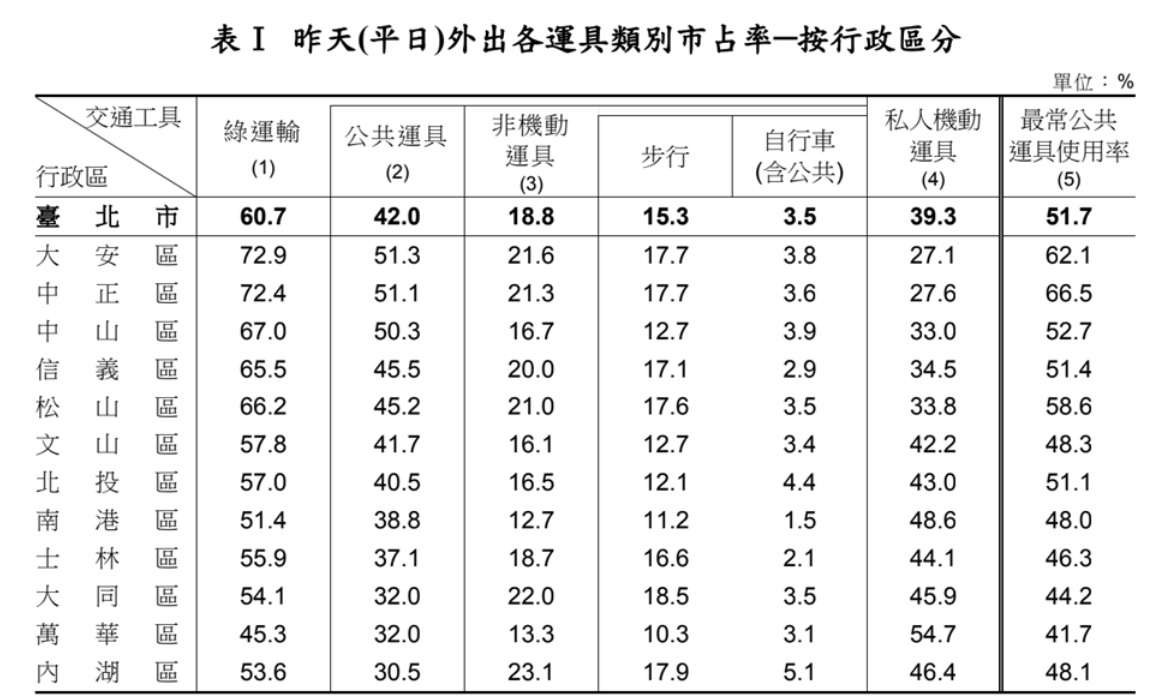 表Ⅰ 昨天(平日)外出各運具類別市占率─按行政區分
單位：%
交通工具
行政區
綠運輸
(1)
公共運具
(2)
非機動
運具
(3)
步行
自行車
(含公共)
私人機動
運具
(4)
最常公共
運具使用率
(5)
臺北市 60.7 42.0 18.8 15.3 3.5 39.3 51.7
大安區 72.9 51.3 21.6 17.7 3.8 27.1 62.1
中正區 72.4 51.1 21.3 17.7 3.6 27.6 66.5
中山區 67.0 50.3 16.7 12.7 3.9 33.0 52.7
信義區 65.5 45.5 20.0 17.1 2.9 34.5 51.4
松山區 66.2 45.2 21.0 17.6 3.5 33.8 58.6
文山區 57.8 41.7 16.1 12.7 3.4 42.2 48.3
北投區 57.0 40.5 16.5 12.1 4.4 43.0 51.1
南港區 51.4 38.8 12.7 11.2 1.5 48.6 48.0
士林區 55.9 37.1 18.7 16.6 2.1 44.1 46.3
大同區 54.1 32.0 22.0 18.5 3.5 45.9 44.2
萬華區 45.3 32.0 13.3 10.3 3.1 54.7 41.7
內湖區 53.6 30.5 23.1 17.9 5.1 46.4 48.1